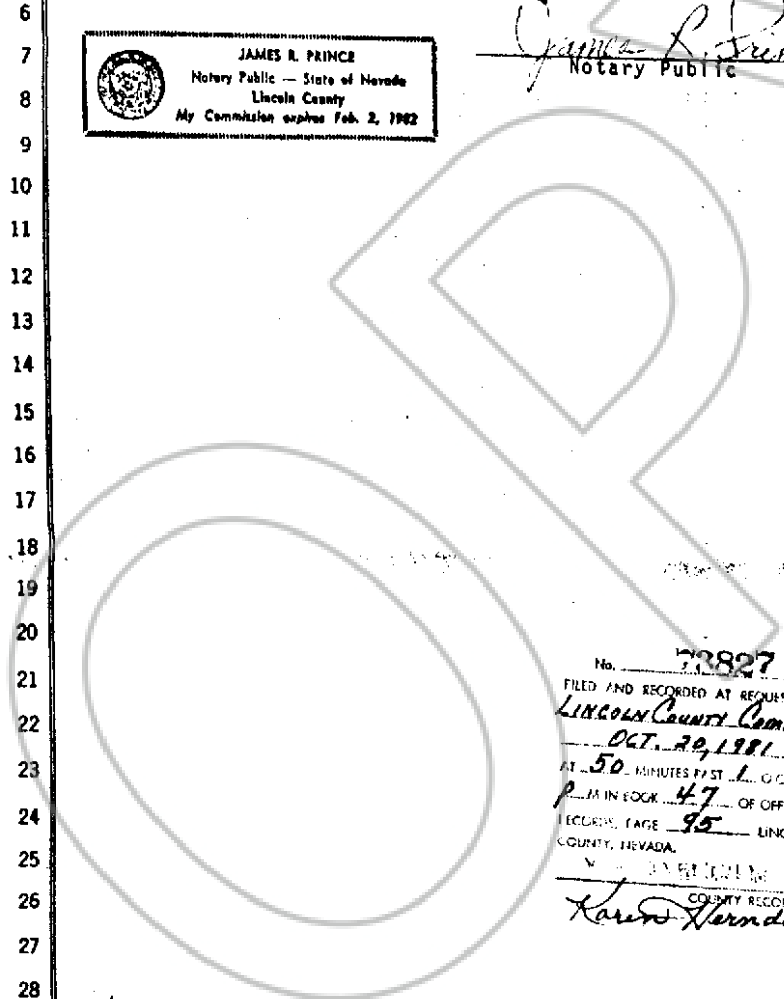 6
James R.
7
JAMES R. PRINCE
Notary Public
Notary Public — State of Nevada
8
Lincoln County
My Commission expires Feb. 2, 1982
9
10
11
12
13
14
15
16
17
18
19
20
No. 73827
21
FILED AND RECORDED AT REQUES
22
LINCOLN COUNTY
OCT. 20, 1981
23
AT 50 MINUTES PAST 1 O'C
P M IN BOOK 47 OF OFF
24
RECORDS, PAGE 95 LINC
COUNTY, NEVADA.
25
26
COUNTY RECO
Karen
27
28
O P